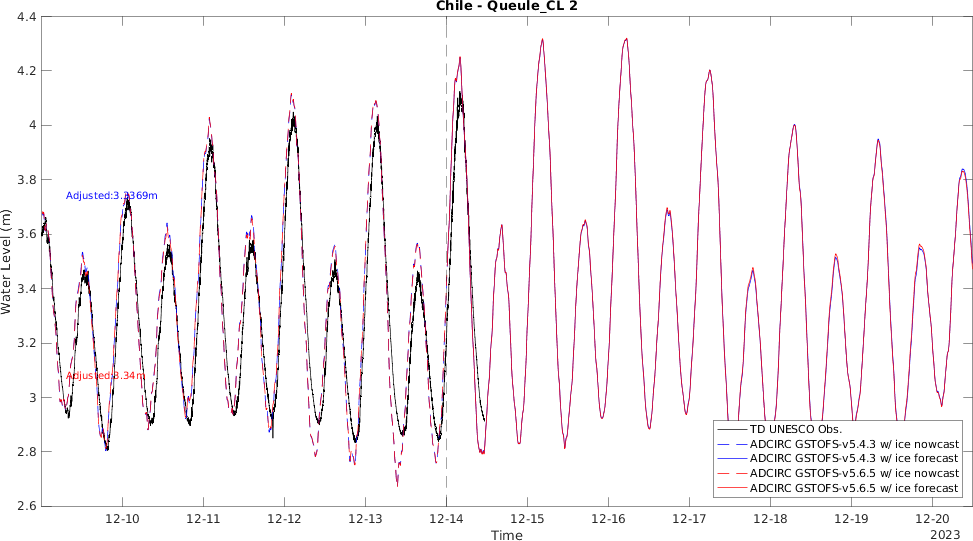 Chile - Queule_CL 2
4.4
4.2
4
3.8
3.6
3.4
3.2
3
2.8
2.6
Water Level (m)
Adjusted:3.3369m
Adjusted:3.34m
TD UNESCO Obs.
ADCIRC GSTOFS-v5.4.3 w/ ice nowcast
ADCIRC GSTOFS-v5.4.3 w/ ice forecast
ADCIRC GSTOFS-v5.6.5 w/ ice nowcast
ADCIRC GSTOFS-v5.6.5 w/ ice forecast
12-10 12-11 12-12 12-13 12-14 12-15 12-16 12-17 12-18 12-19 12-20
Time
2023